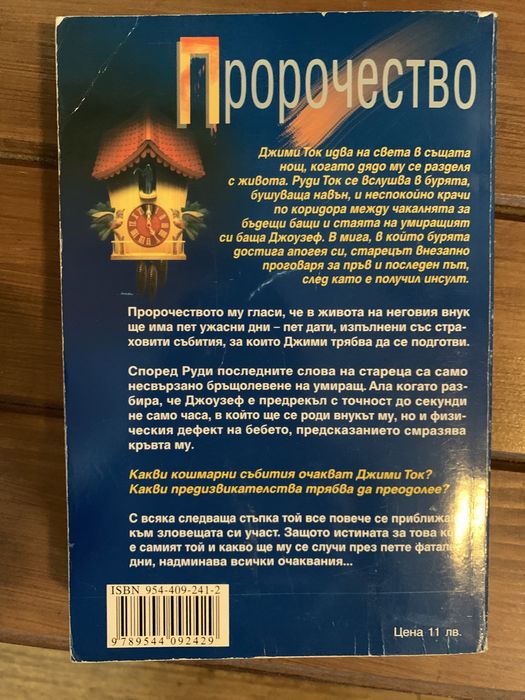 Пророчество
Джими Ток идва на света в същата
нощ, когато дядо му се разделя
с живота. Руди Ток се вслушва в бурята,
бушуваща навън, и неспокойно крачи
по коридора между чакалнята за
бъдещи бащи и стаята на умиращият
си баща Джоузеф. В мига, в който бурята
достига апогея си, старецът внезапно
проговаря за пръв и последен път,
след като е получил инсулт.
Пророчеството му гласи, че в живота на неговия внук
ще има пет ужасни дни – пет дати, изпълнени със стра-
ховити събития, за които Джими трябва да се подготви.
Според Руди последните слова на стареца са само
несвързано бръщолевене на умиращ. Ала когато раз-
бира, че Джоузеф е предрекъл с точност до секунди
не само часа, в който ще се роди внукът му, но и физи-
ческия дефект на бебето, предсказанието смразява
кръвта му.
Какви кошмарни събития очакват Джими Ток?
Какви предизвикателства трябва да преодолее?
С всяка следваща стъпка той все повече се приближа
към зловещата си участ. Защото истината за това ко
е самият той и какво ще му се случи през петте фатал
дни, надминава всички очаквания...
ISBN 954-409-241-2
9 789544 092429
Цена 11 лв.